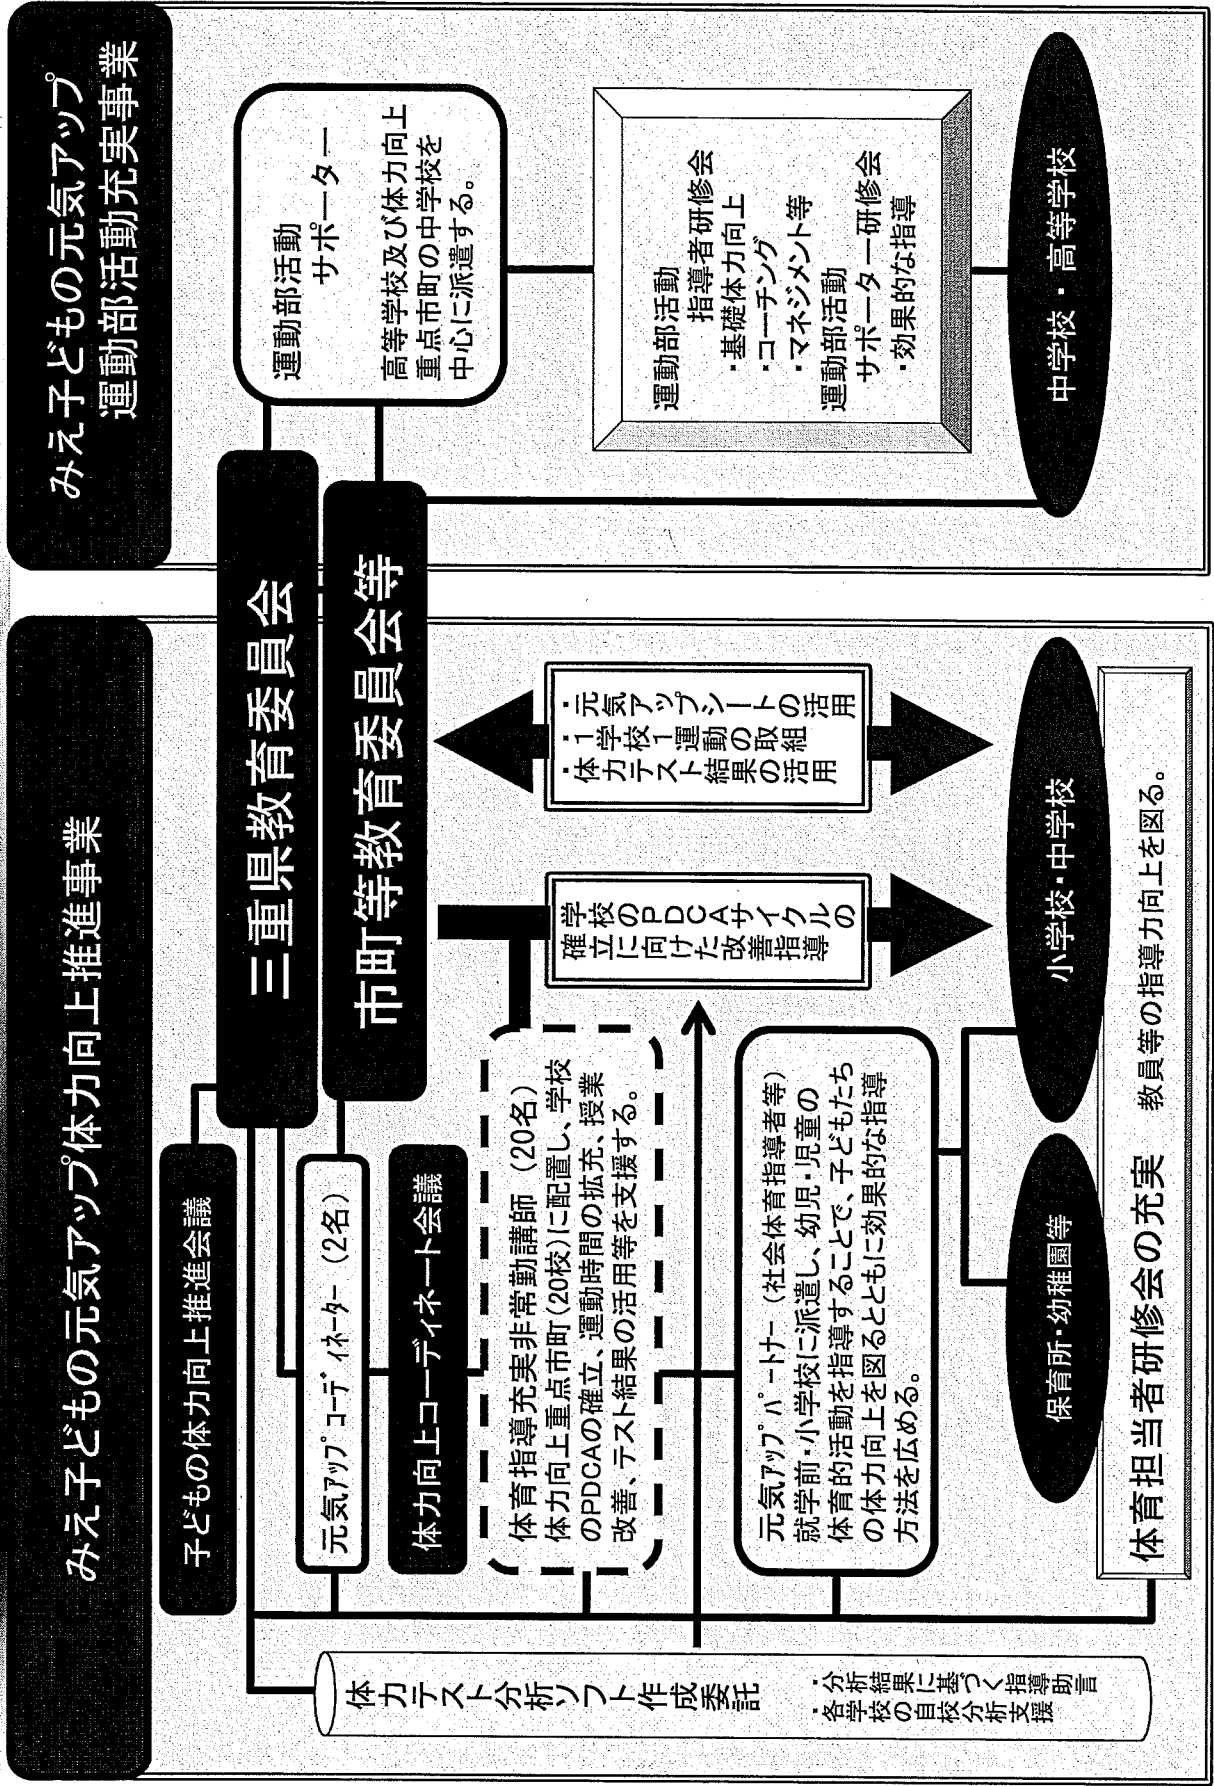 みえ子どもの元気アップ体力向上推進事業
みえ子どもの元気アップ
運動部活動充実事業
三重県教育委員会
市町等教育委員会等
子どもの体力向上推進会議
元気アップコーディネーター（2名）
体力向上コーディネート会議
体育指導充実非常勤講師（20名）
体力向上重点市町（20校）に配置し、学校
のPDCAの確立、運動時間の拡充、授業
改善、テスト結果の活用等を支援する。
元気アップパートナー（社会体育指導者等）
就学前・小学校に派遣し、幼児・児童の
体育的活動を指導することで、子どもたち
の体力向上を図るとともに効果的な指導
方法を広める。
体力テスト分析ソフト作成委託
・分析結果に基づく指導助言
・各学校の自校分析支援
学校のPDCAサイクルの
確立に向けた改善指導
・元気アップシートの活用
・1学校1運動の取組
・体力テスト結果の活用
保育所・幼稚園等
小学校・中学校
体育担当者研修会の充実　教員等の指導力向上を図る。
運動部活動
サポーター
高等学校及び体力向上
重点市町の中学校を
中心に派遣する。
運動部活動
指導者研修会
・基礎体力向上
・コーチング
・マネジメント等
運動部活動
サポーター研修会
・効果的な指導
中学校・高等学校